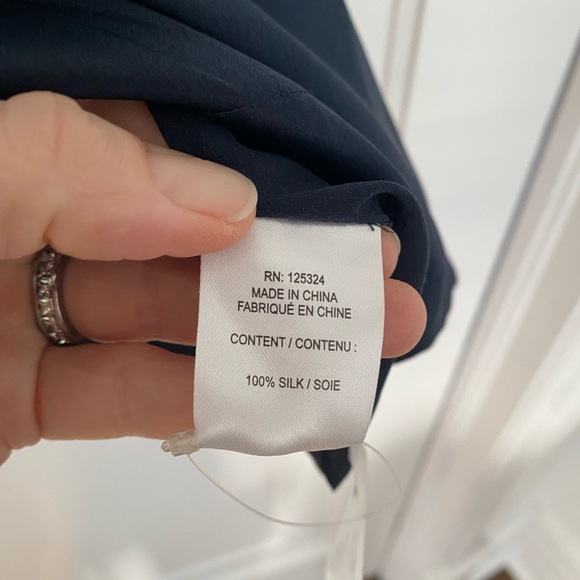 RN: 125324
MADE IN CHINA
FABRIQUÉ EN CHINE
CONTENT / CONTENU :
100% SILK / SOIE